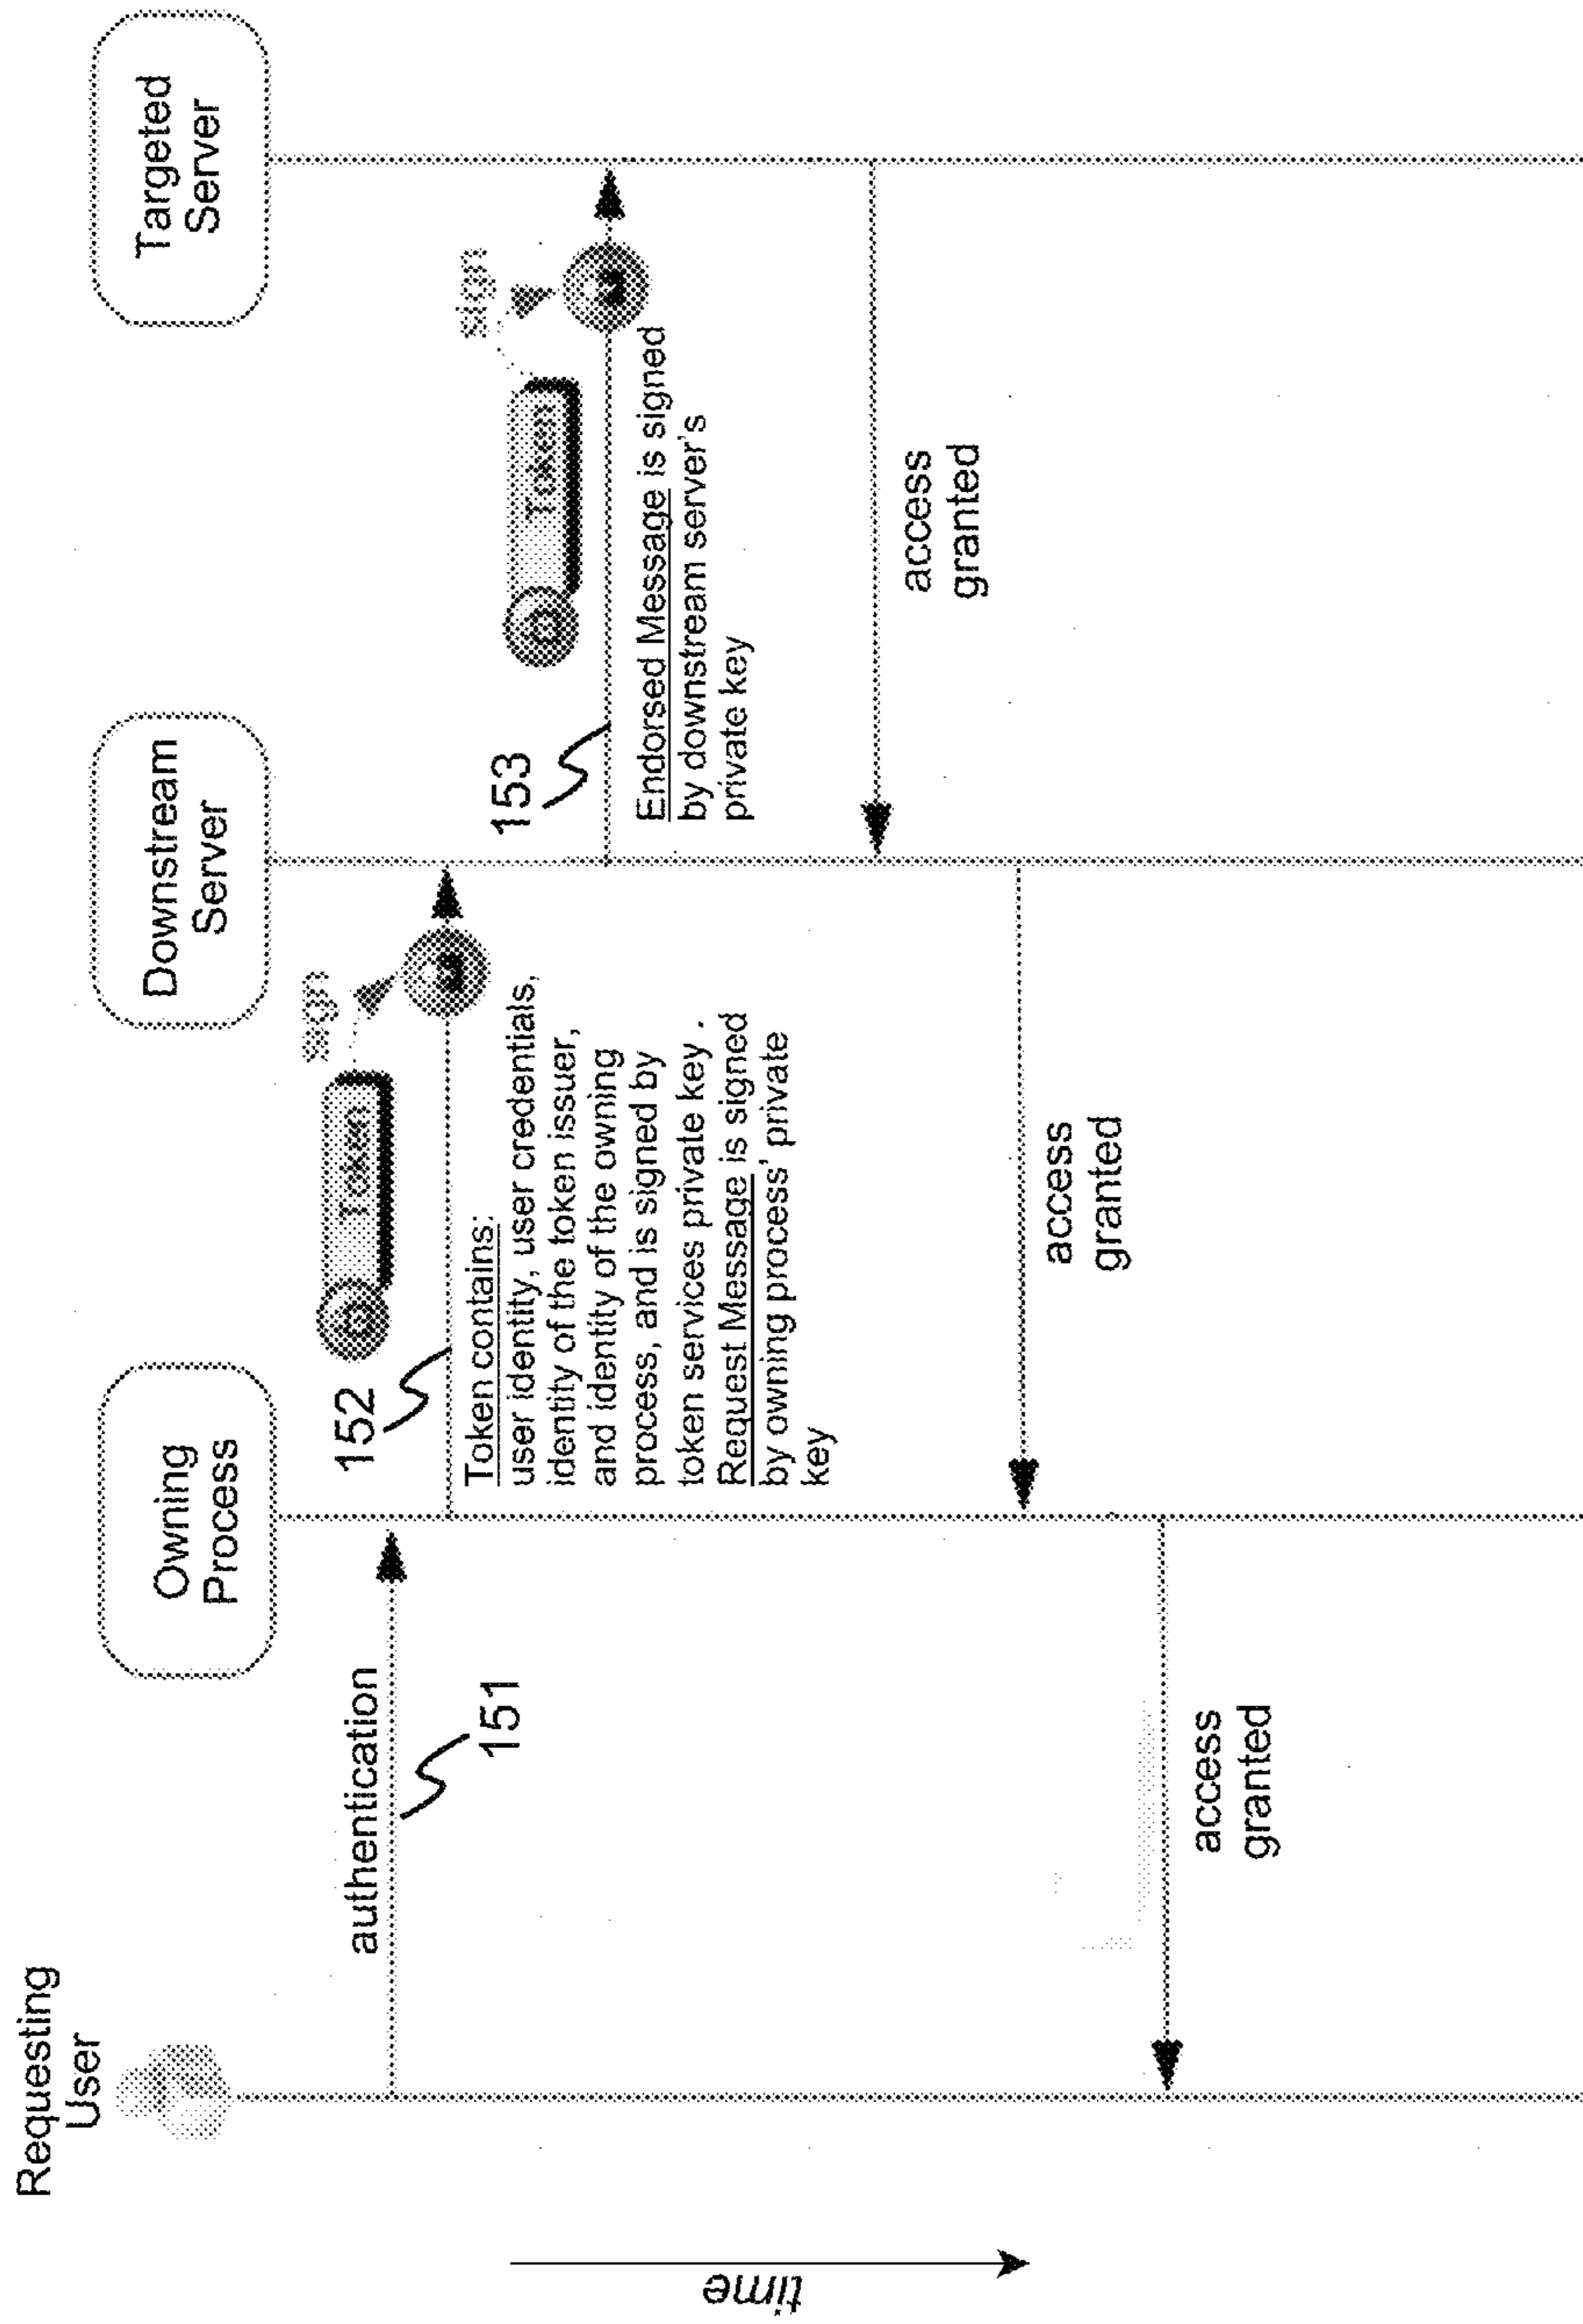 Requesting
User
Owning
Process
Downstream
Server
Targeted
Server
time
authentication
151
152
Token
sign
Token contains:
user identity, user credentials,
identity of the token issuer,
and identity of the owning
process, and is signed by
token services private key .
Request Message is signed
by owning process' private
key
153
Token
sign
Endorsed Message is signed
by downstream server's
private key
access
granted
access
granted
access
granted